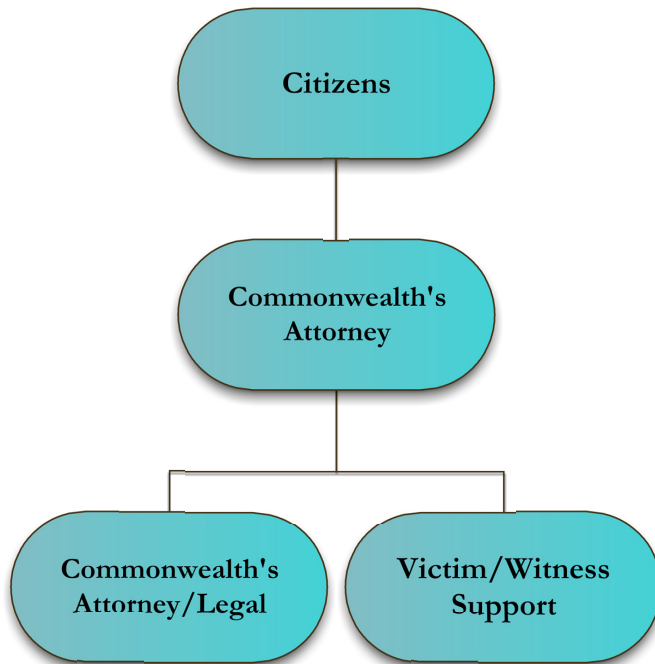 Citizens
Commonwealth's
Attorney
Commonwealth's
Attorney/Legal
Victim/Witness
Support